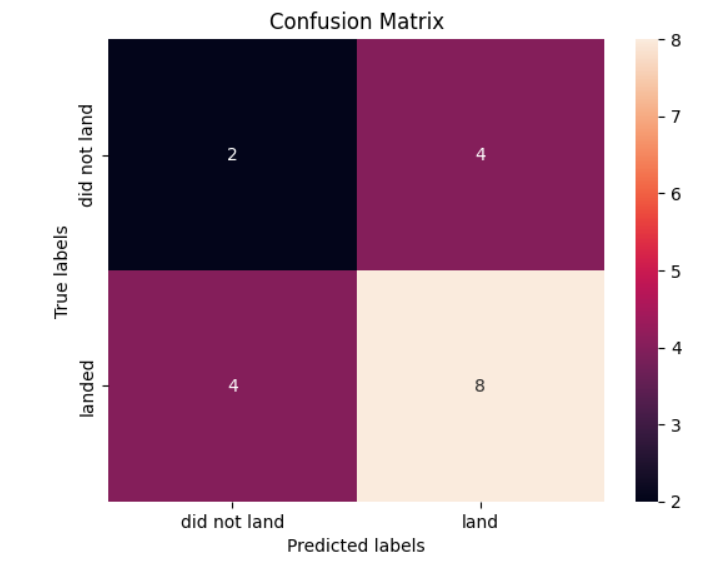 Confusion Matrix
did not land
landed
True labels
2
4
4
8
did not land
land
Predicted labels
8
7
6
5
4
3
2